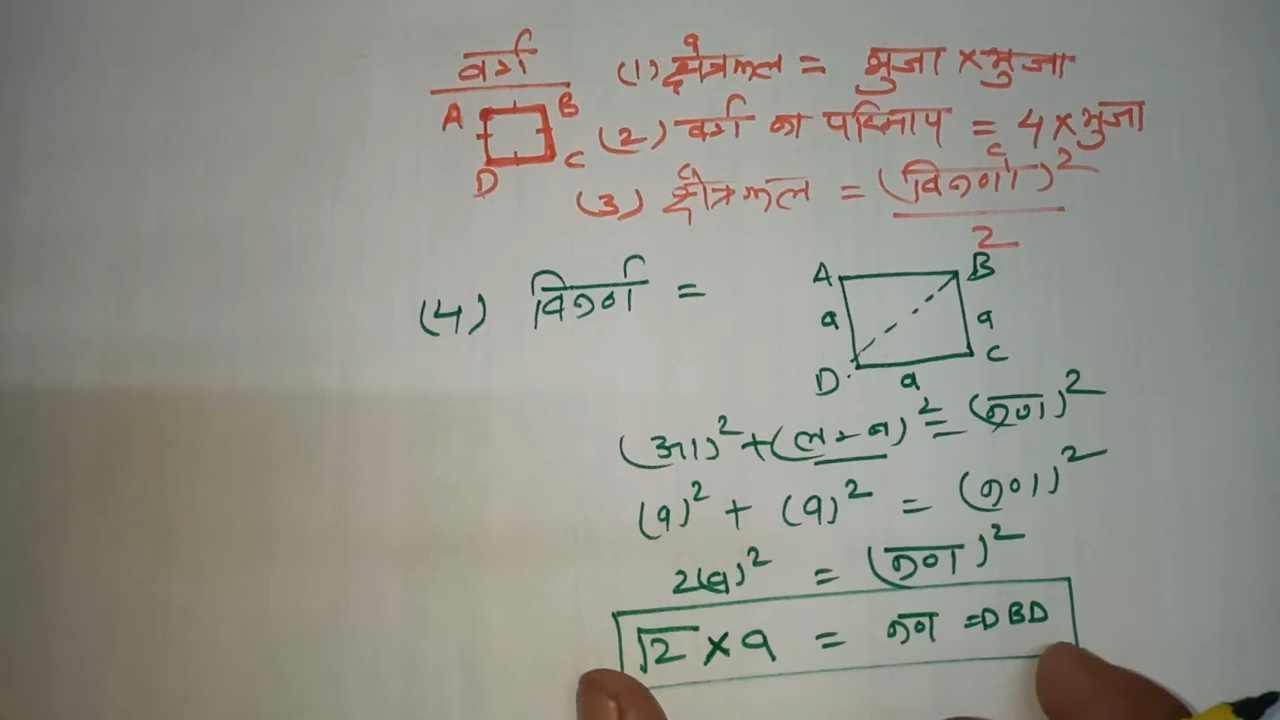 वर्ग (1) क्षेत्रफल = भुजा × भुजा
A B
D C
(2) वर्ग का परिमाप = 4 × भुजा
(3) क्षेत्रफल = (विकर्ण)² / 2
(4) विकर्ण =
A B
a a
D C
a
(आ)² + (लम्ब)² = (कर्ण)²
(a)² + (a)² = (कर्ण)²
2(a)² = (कर्ण)²
√2 × a = कर्ण ⇒ BD